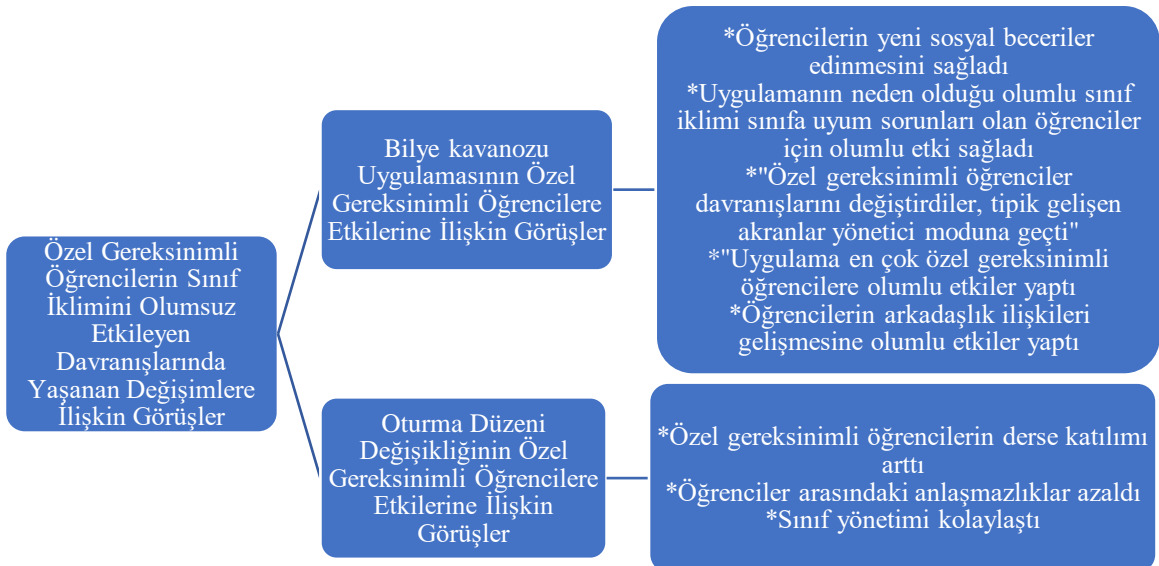 Özel Gereksinimli
Öğrencilerin Sınıf
İklimini Olumsuz
Etkileyen
Davranışlarında
Yaşanan Değişimlere
İlişkin Görüşler
Bilye kavanozu
Uygulamasının Özel
Gereksinimli Öğrencilere
Etkilerine İlişkin Görüşler
*Öğrencilerin yeni sosyal beceriler
edinmesini sağladı
*Uygulamanın neden olduğu olumlu sınıf
iklimi sınıfa uyum sorunları olan öğrenciler
için olumlu etki sağladı
*"Özel gereksinimli öğrenciler
davranışlarını değiştirdiler, tipik gelişen
akranlar yönetici moduna geçti"
*"Uygulama en çok özel gereksinimli
öğrencilere olumlu etkiler yaptı
*Öğrencilerin arkadaşlık ilişkileri
gelişmesine olumlu etkiler yaptı
Oturma Düzeni
Değişikliğinin Özel
Gereksinimli Öğrencilere
Etkilerine İlişkin
Görüşler
*Özel gereksinimli öğrencilerin derse katılımı
arttı
*Öğrenciler arasındaki anlaşmazlıklar azaldı
*Sınıf yönetimi kolaylaştı